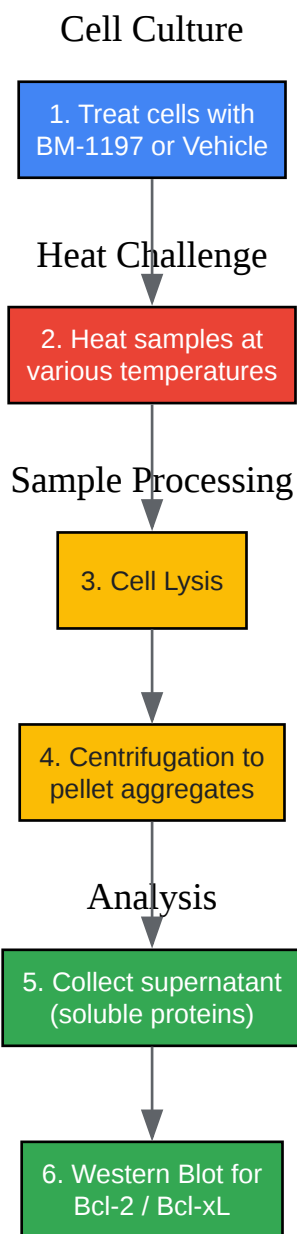 Cell Culture
1. Treat cells with
BM-1197 or Vehicle
Heat Challenge
2. Heat samples at
various temperatures
Sample Processing
3. Cell Lysis
4. Centrifugation to
pellet aggregates
Analysis
5. Collect supernatant
(soluble proteins)
6. Western Blot for
Bcl-2 / Bcl-xL